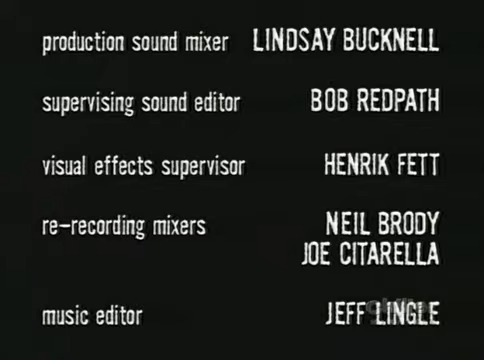 production sound mixer LINDSAY BUCKNELL
supervising sound editor BOB REDPATH
visual effects supervisor HENRIK FETT
re-recording mixers NEIL BRODY
JOE CITARELLA
music editor JEFF LINGLE